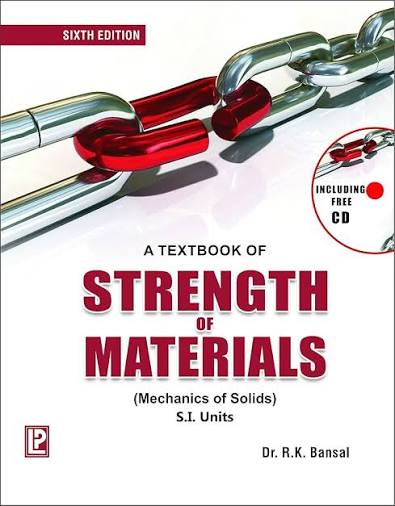 SIXTH EDITION
INCLUDING
FREE
CD
A TEXTBOOK OF
STRENGTH
OF
MATERIALS
(Mechanics of Solids)
S.I. Units
LP
Dr. R.K. Bansal